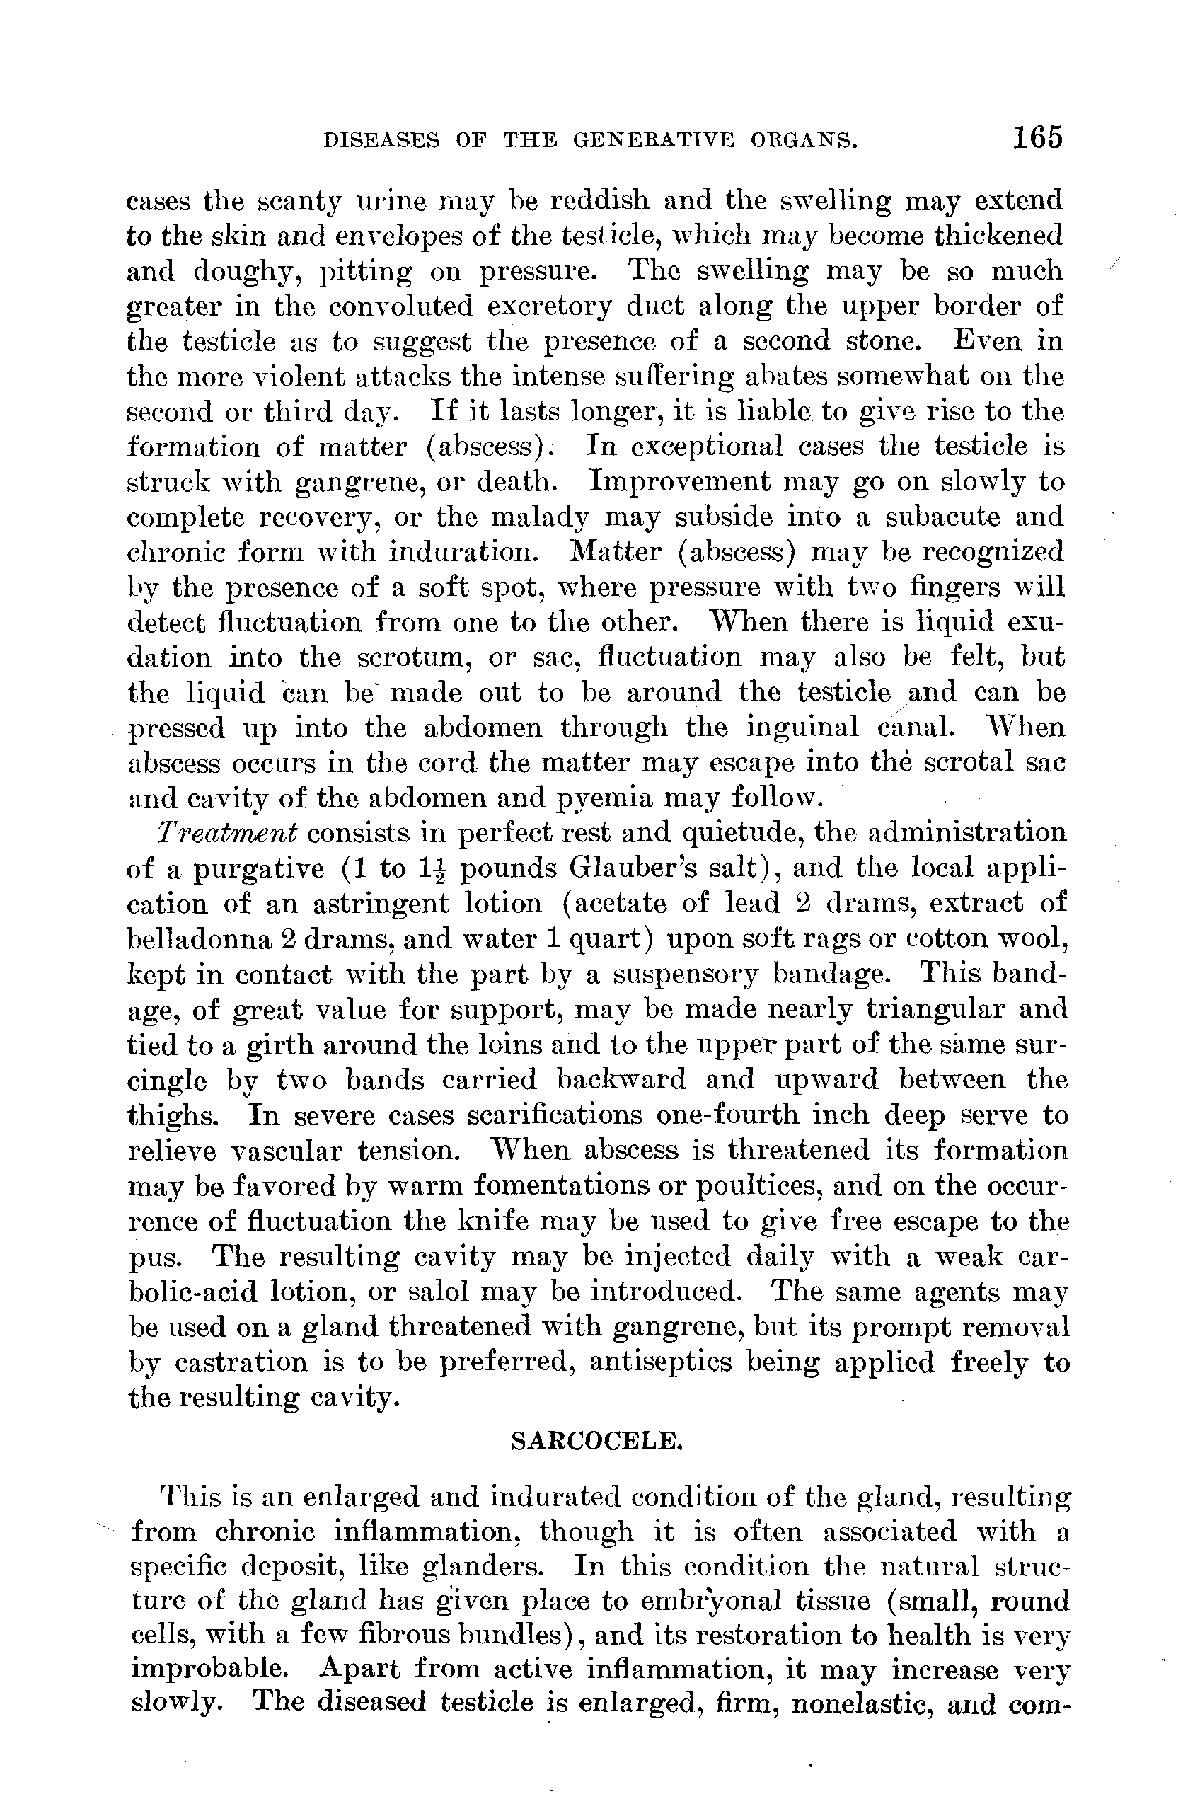 DISEASES OF THE GENERATIVE ORGANS. 165
cases the scanty urine may be reddish and the swelling may extend
to the skin and envelopes of the testicle, which may become thickened
and doughy, pitting on pressure. The swelling may be so much
greater in the convoluted excretory duct along the upper border of
the testicle as to suggest the presence of a second stone. Even in
the more violent attacks the intense suffering abates somewhat on the
second or third day. If it lasts longer, it is liable to give rise to the
formation of matter (abscess). In exceptional cases the testicle is
struck with gangrene, or death. Improvement may go on slowly to
complete recovery, or the malady may subside into a subacute and
chronic form with induration. Matter (abscess) may be recognized
by the presence of a soft spot, where pressure with two fingers will
detect fluctuation from one to the other. When there is liquid exu-
dation into the scrotum, or sac, fluctuation may also be felt, but
the liquid can be made out to be around the testicle and can be
pressed up into the abdomen through the inguinal canal. When
abscess occurs in the cord the matter may escape into the scrotal sac
and cavity of the abdomen and pyemia may follow.
Treatment consists in perfect rest and quietude, the administration
of a purgative (1 to 1½ pounds Glauber's salt), and the local appli-
cation of an astringent lotion (acetate of lead 2 drams, extract of
belladonna 2 drams, and water 1 quart) upon soft rags or cotton wool,
kept in contact with the part by a suspensory bandage. This band-
age, of great value for support, may be made nearly triangular and
tied to a girth around the loins and to the upper part of the same sur-
cingle by two bands carried backward and upward between the
thighs. In severe cases scarifications one-fourth inch deep serve to
relieve vascular tension. When abscess is threatened its formation
may be favored by warm fomentations or poultices, and on the occur-
rence of fluctuation the knife may be used to give free escape to the
pus. The resulting cavity may be injected daily with a weak car-
bolic-acid lotion, or salol may be introduced. The same agents may
be used on a gland threatened with gangrene, but its prompt removal
by castration is to be preferred, antiseptics being applied freely to
the resulting cavity.
SARCOCELE.
This is an enlarged and indurated condition of the gland, resulting
from chronic inflammation, though it is often associated with a
specific deposit, like glanders. In this condition the natural struc-
ture of the gland has given place to embryonal tissue (small, round
cells, with a few fibrous bundles), and its restoration to health is very
improbable. Apart from active inflammation, it may increase very
slowly. The diseased testicle is enlarged, firm, nonelastic, and com-